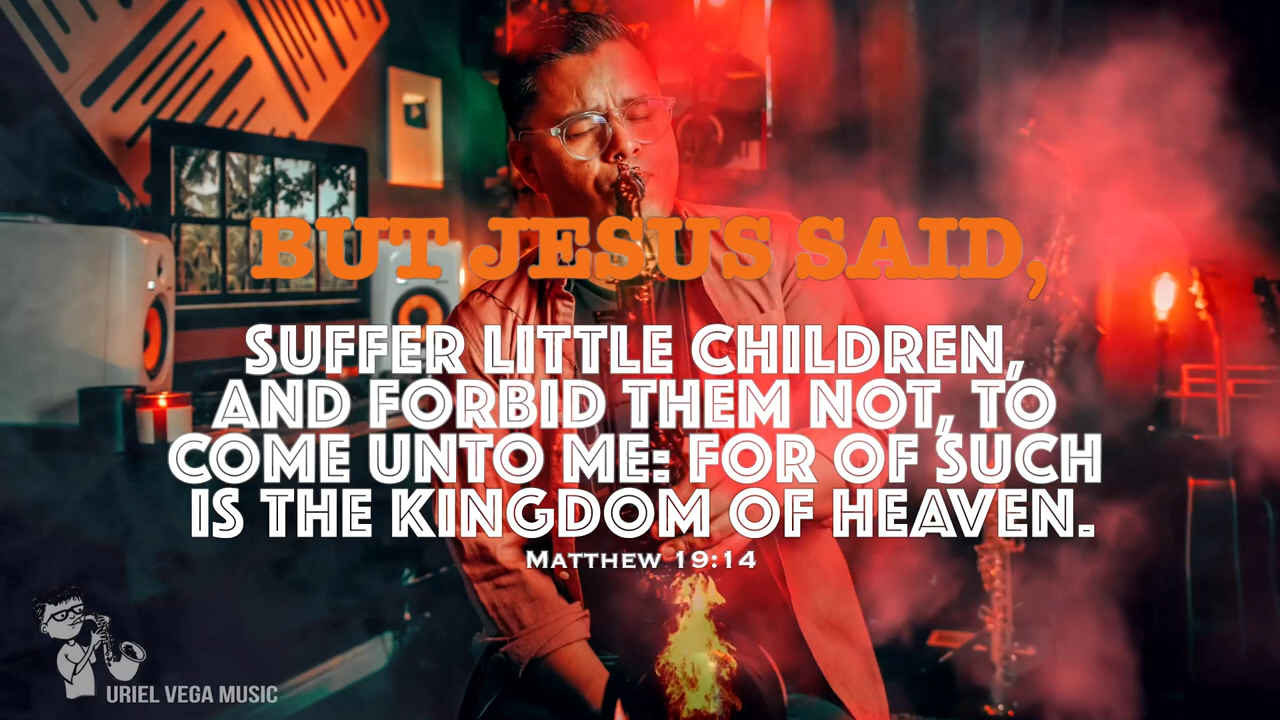 BUT JESUS SAID,
SUFFER LITTLE CHILDREN,
AND FORBID THEM NOT, TO
COME UNTO ME: FOR OF SUCH
IS THE KINGDOM OF HEAVEN.
MATTHEW 19:14
URIEL VEGA MUSIC